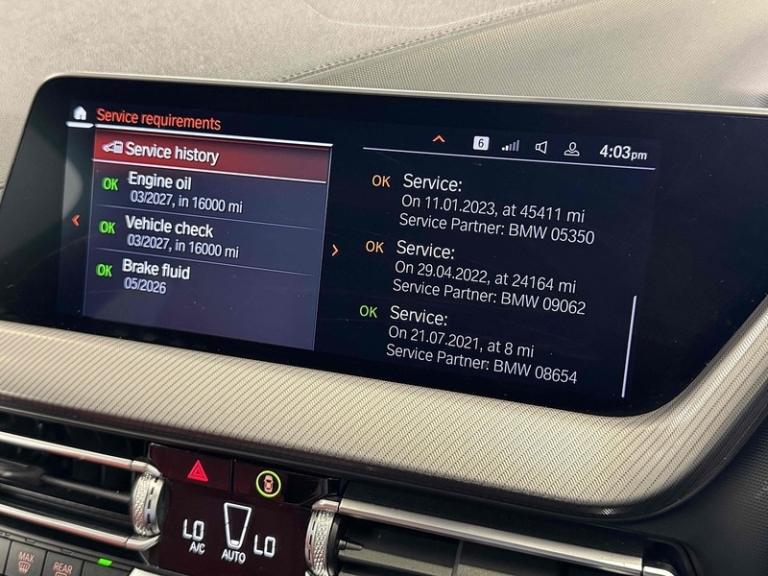 Service requirements
Service history
OK Engine oil
03/2027, in 16000 mi
OK Vehicle check
03/2027, in 16000 mi
OK Brake fluid
05/2026
6
4:03pm
OK Service:
On 11.01.2023, at 45411 mi
Service Partner: BMW 05350
OK Service:
On 29.04.2022, at 24164 mi
Service Partner: BMW 09062
OK Service:
On 21.07.2021, at 8 mi
Service Partner: BMW 08654
LO
A/C
AUTO
LO
MAX
REAR